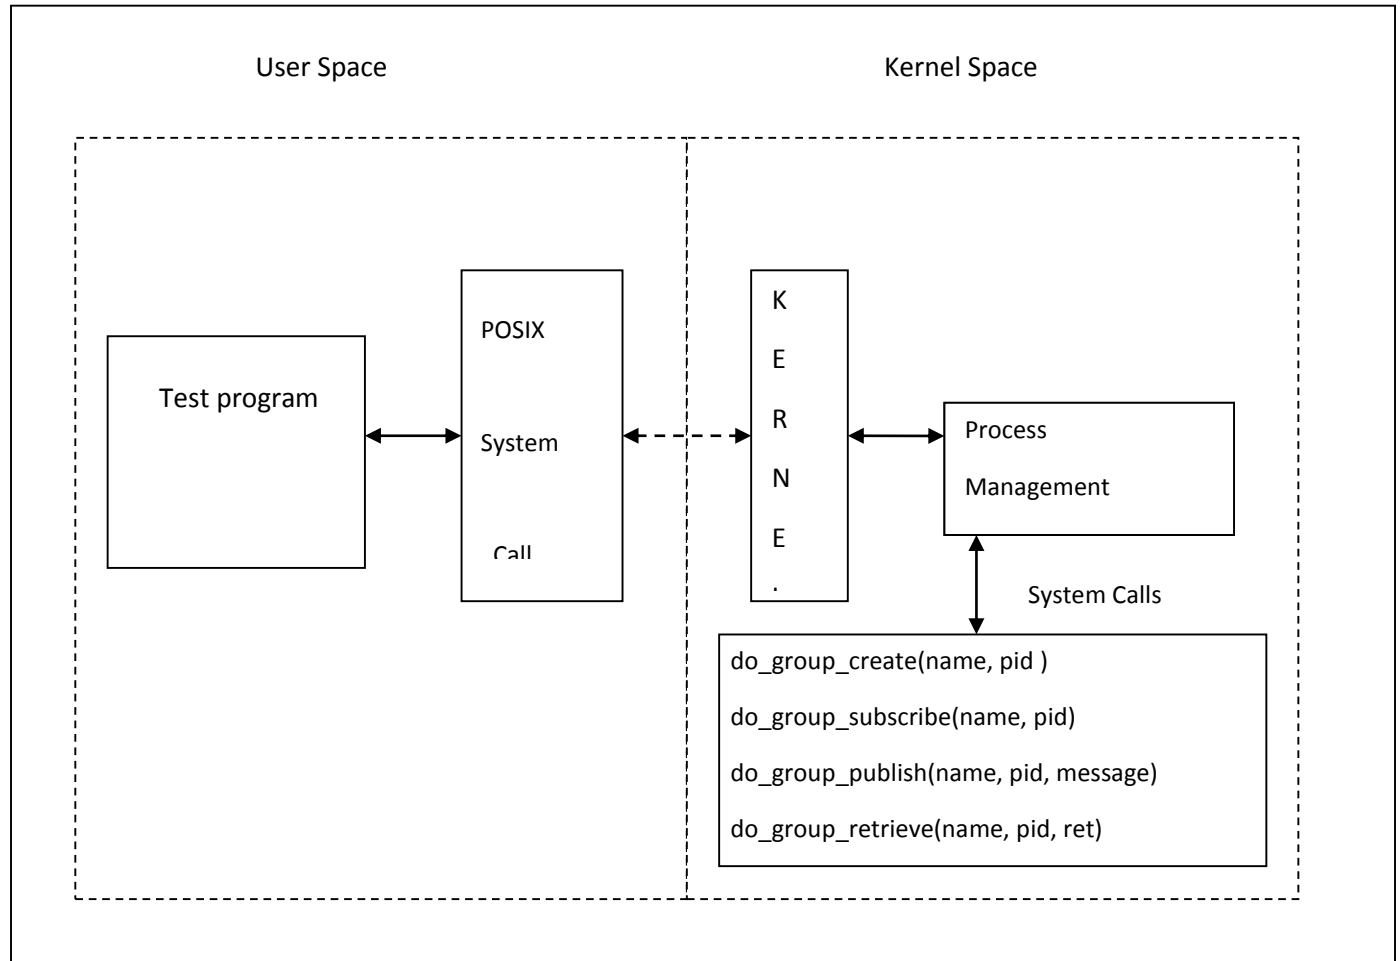 User Space
Kernel Space
Test program
POSIX
System
Call
K
E
R
N
E
.
Process
Management
System Calls
do_group_create(name, pid )
do_group_subscribe(name, pid)
do_group_publish(name, pid, message)
do_group_retrieve(name, pid, ret)